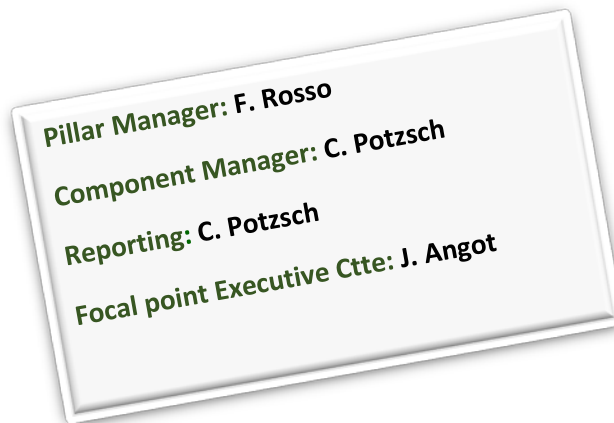 Pillar Manager: F. Rosso
Component Manager: C. Potzsch
Reporting: C. Potzsch
Focal point Executive Ctte: J. Angot